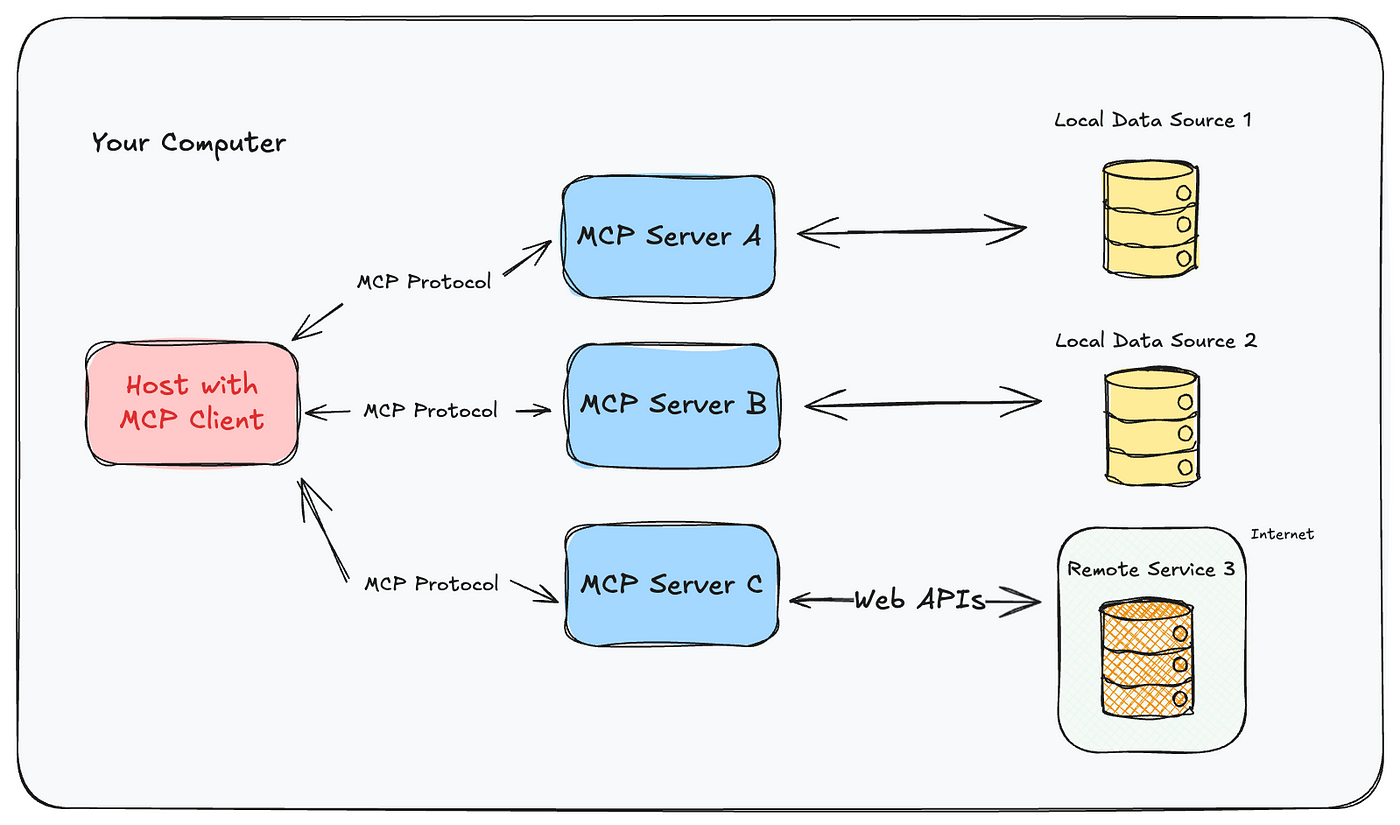 Your Computer
Local Data Source 1
MCP Server A
MCP Protocol
Local Data Source 2
Host with
MCP Client
MCP Protocol
MCP Server B
Internet
Remote Service 3
MCP Protocol
MCP Server C
Web APIs